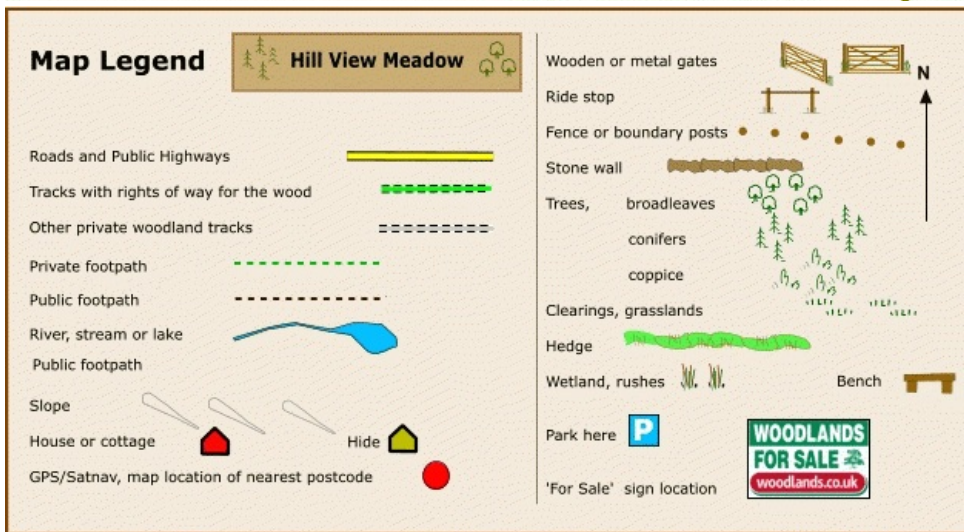 Map Legend
Hill View Meadow
Roads and Public Highways
Tracks with rights of way for the wood
Other private woodland tracks
Private footpath
Public footpath
River, stream or lake
Public footpath
Slope
House or cottage
Hide
GPS/Satnav, map location of nearest postcode
Wooden or metal gates
N
Ride stop
Fence or boundary posts
Stone wall
Trees, broadleaves
conifers
coppice
Clearings, grasslands
Hedge
Wetland, rushes
Bench
Park here
P
WOODLANDS
FOR SALE
woodlands.co.uk
'For Sale' sign location